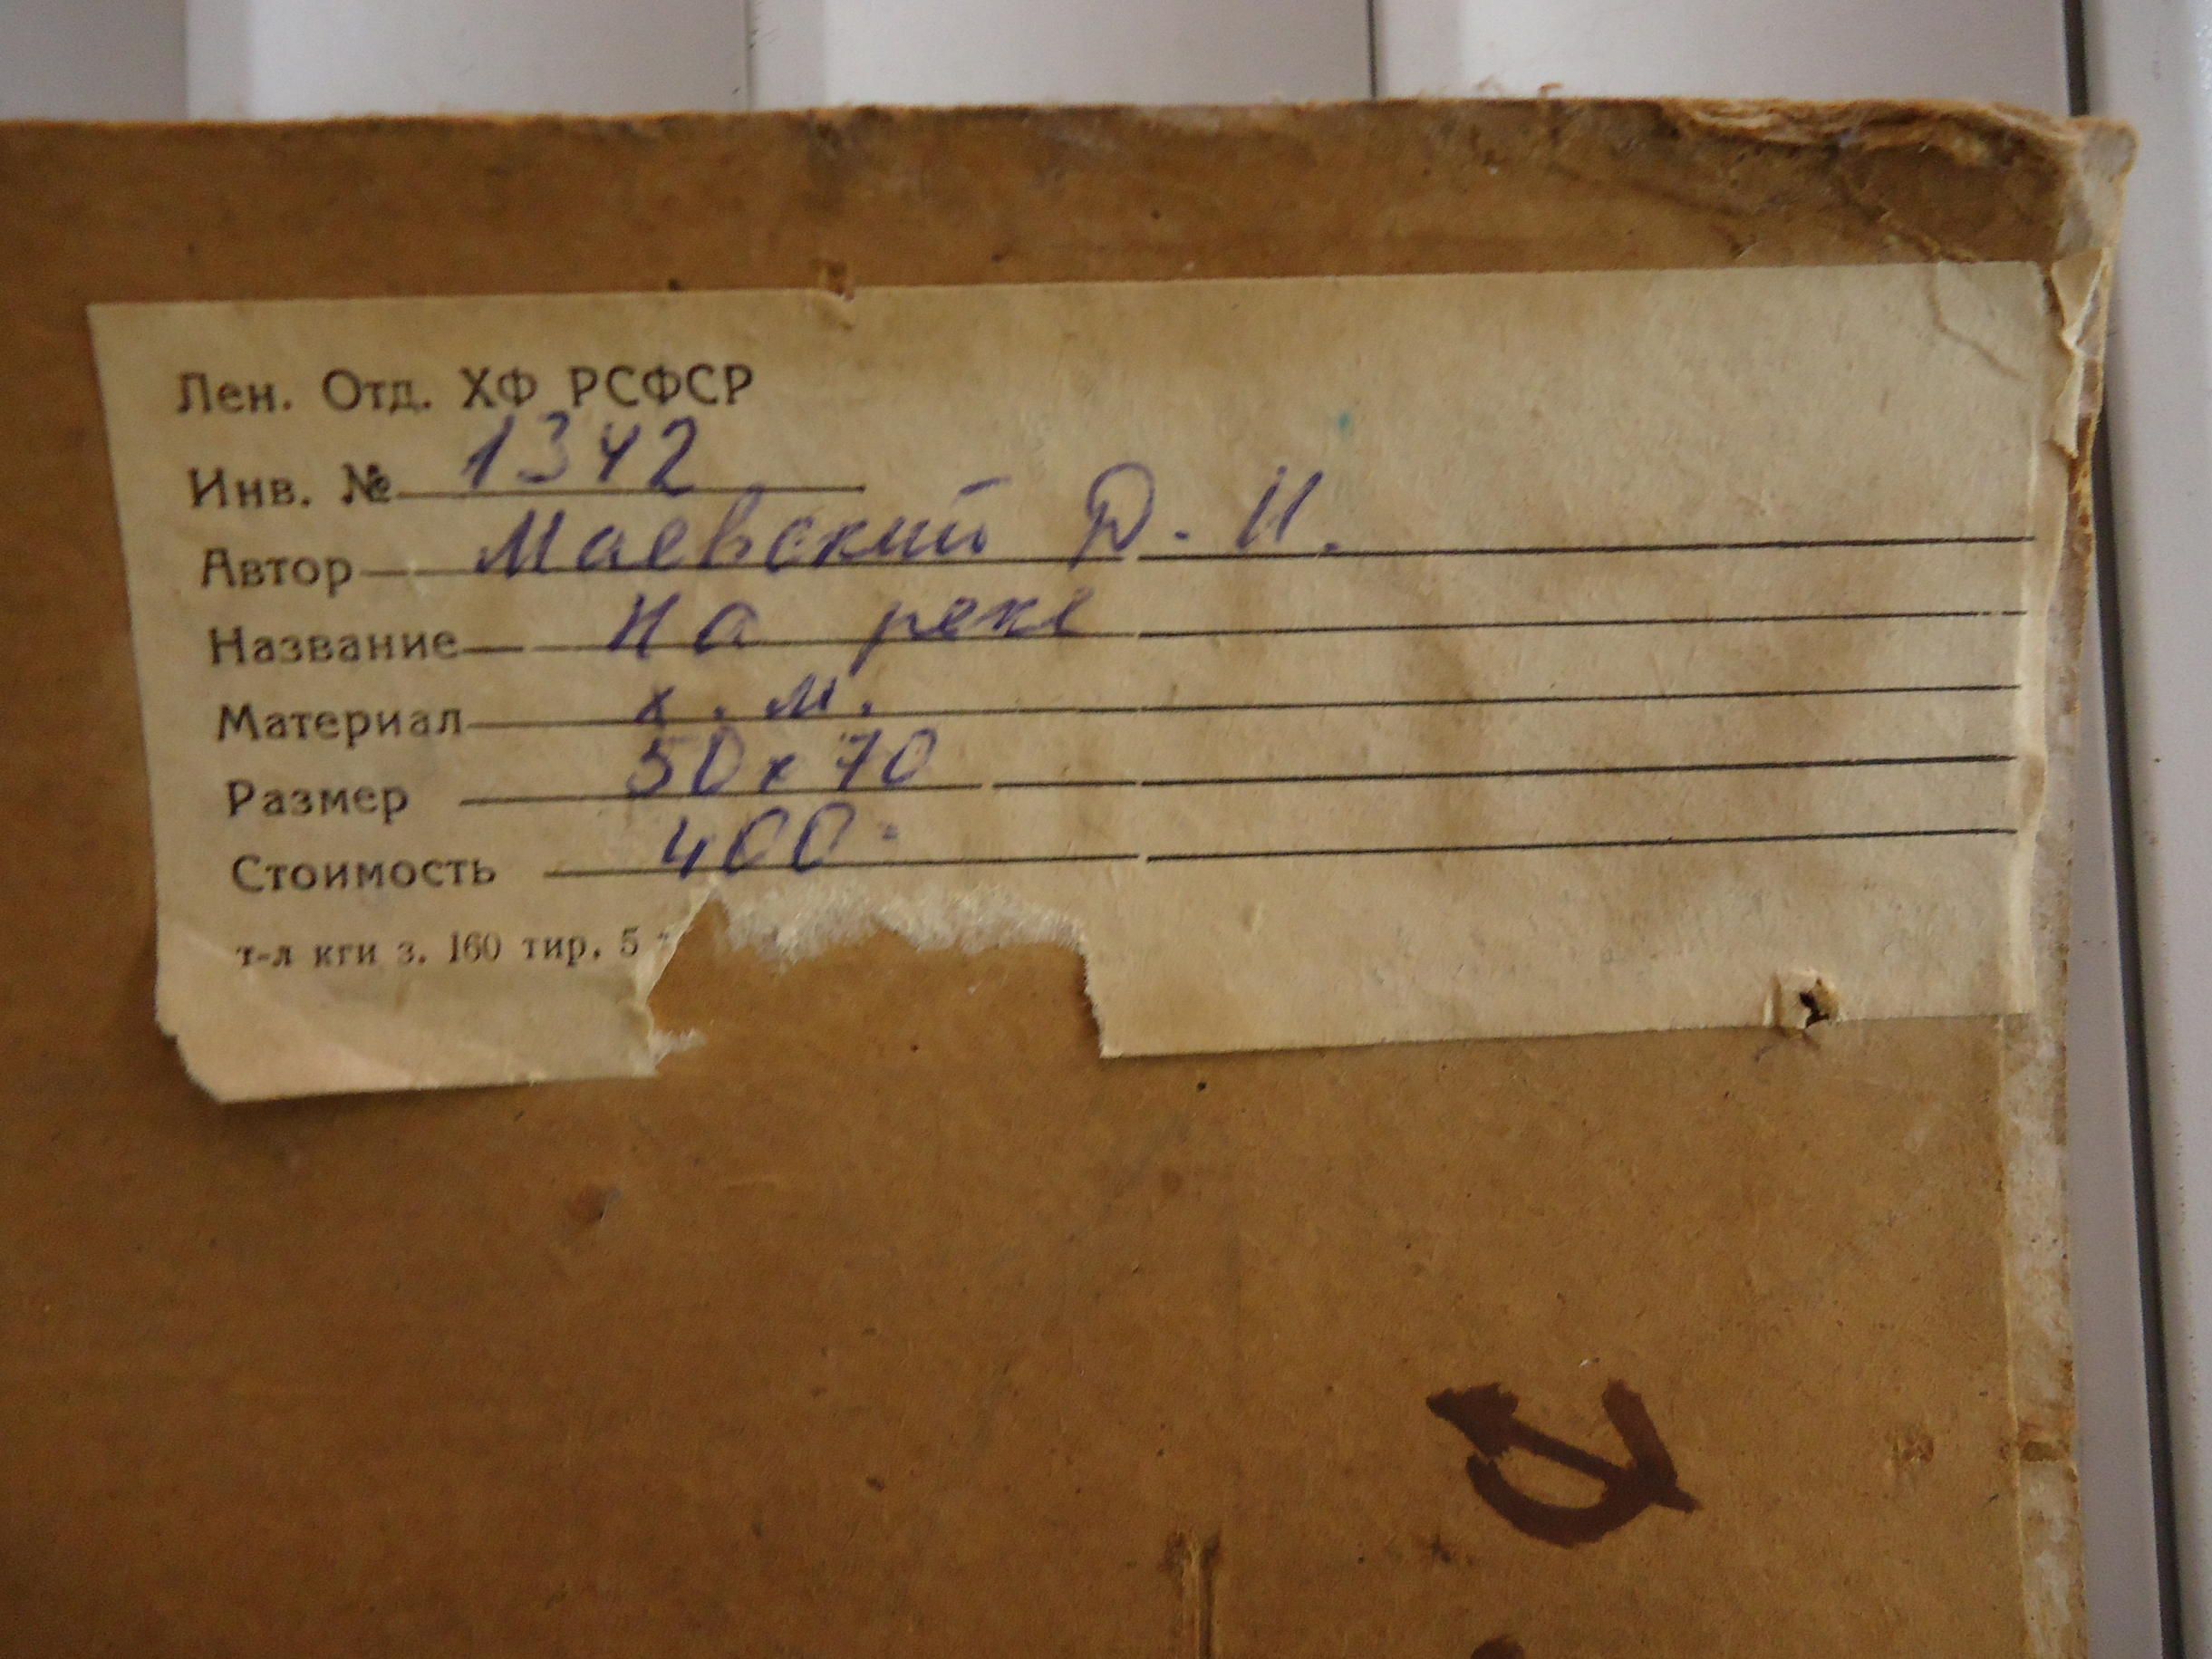 Лен. Отд. ХФ РСФСР
Инв. № 1342
Автор Маевский Д. И.
Название На реке
Материал х. м.
Размер 50х70
Стоимость 400=
т-л кги з. 160 тир. 5